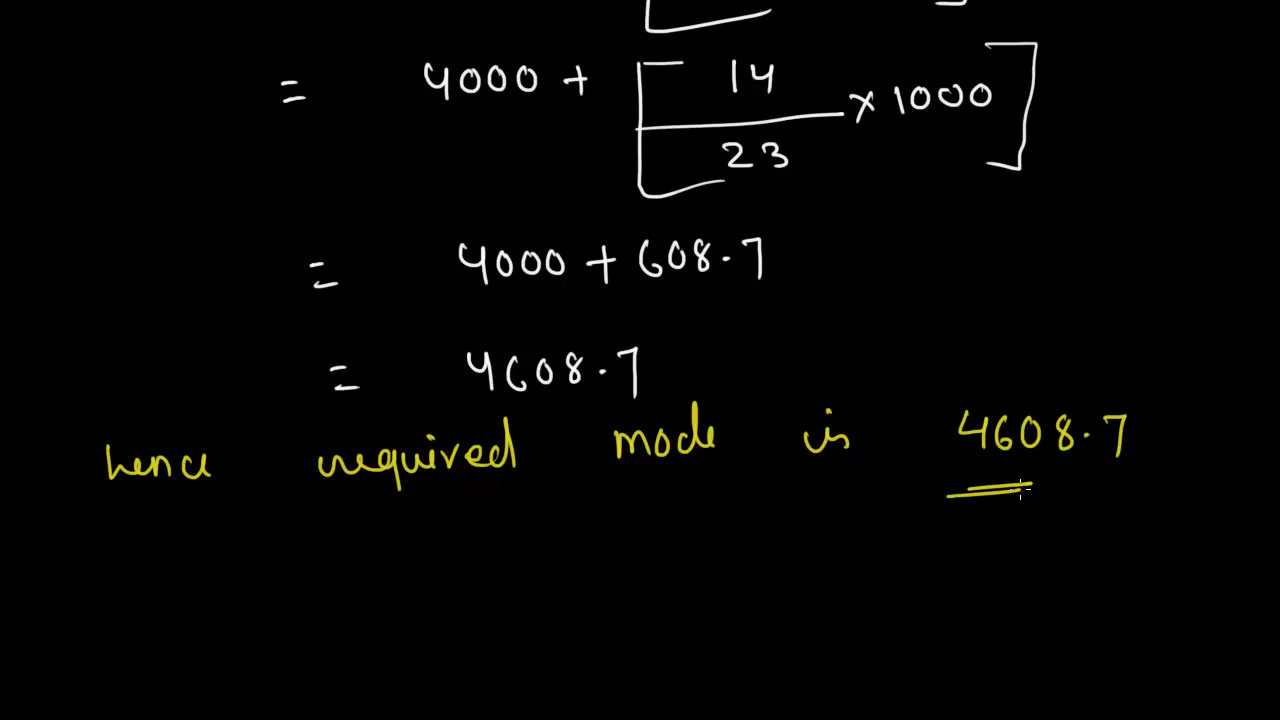 = 4000 + [ 14 / 23 × 1000 ]
= 4000 + 608.7
= 4608.7
hence required mode is 4608.7